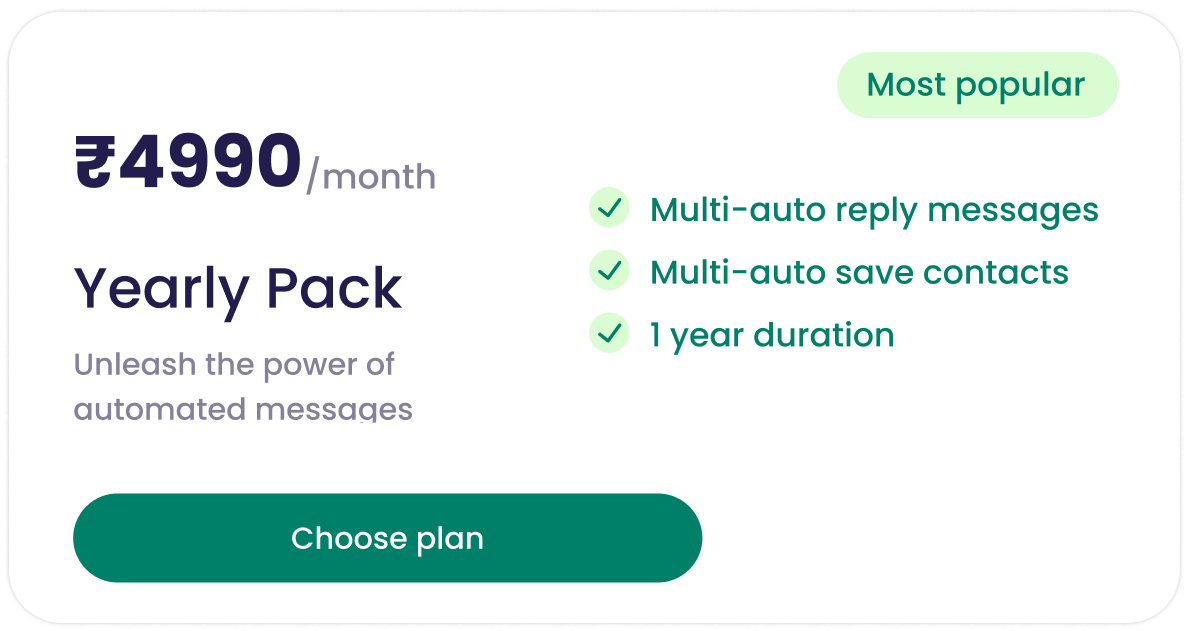 Most popular
₹4990/month
Yearly Pack
Unleash the power of
automated messages
Multi-auto reply messages
Multi-auto save contacts
1 year duration
Choose plan